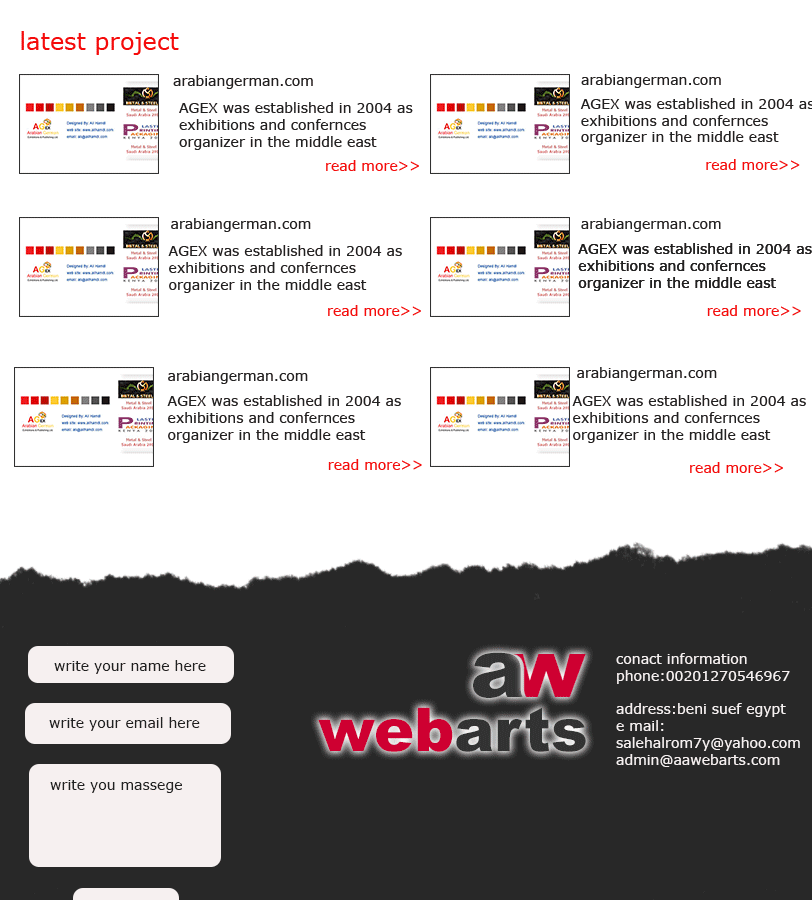 latest project
arabiangerman.com
AGEX was established in 2004 as
exhibitions and confernces
organizer in the middle east
read more>>
arabiangerman.com
AGEX was established in 2004 as
exhibitions and confernces
organizer in the middle east
read more>>
arabiangerman.com
AGEX was established in 2004 as
exhibitions and confernces
organizer in the middle east
read more>>
arabiangerman.com
AGEX was established in 2004 as
exhibitions and confernces
organizer in the middle east
read more>>
arabiangerman.com
AGEX was established in 2004 as
exhibitions and confernces
organizer in the middle east
read more>>
arabiangerman.com
AGEX was established in 2004 as
exhibitions and confernces
organizer in the middle east
read more>>
write your name here
write your email here
write you massege
aw
webarts
conact information
phone:00201270546967
address:beni suef egypt
e mail:
salehalrom7y@yahoo.com
admin@aawebarts.com